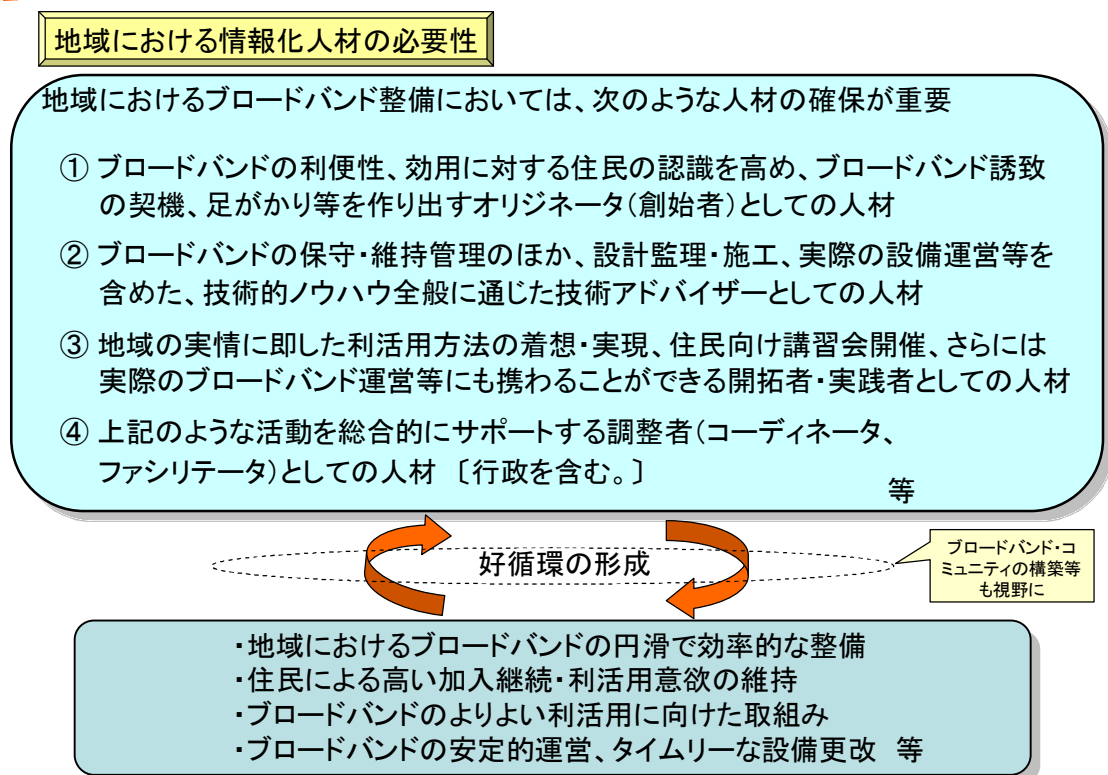 地域における情報化人材の必要性
地域におけるブロードバンド整備においては、次のような人材の確保が重要
① ブロードバンドの利便性、効用に対する住民の認識を高め、ブロードバンド誘致
の契機、足がかり等を作り出すオリジネータ(創始者)としての人材
② ブロードバンドの保守・維持管理のほか、設計監理・施工、実際の設備運営等を
含めた、技術的ノウハウ全般に通じた技術アドバイザーとしての人材
③ 地域の実情に即した利活用方法の着想・実現、住民向け講習会開催、さらには
実際のブロードバンド運営等にも携わることができる開拓者・実践者としての人材
④ 上記のような活動を総合的にサポートする調整者(コーディネータ、
ファシリテータ)としての人材 〔行政を含む。〕
等
好循環の形成
ブロードバンド・コ
ミュニティの構築等
も視野に
・地域におけるブロードバンドの円滑で効率的な整備
・住民による高い加入継続・利活用意欲の維持
・ブロードバンドのよりよい利活用に向けた取組み
・ブロードバンドの安定的運営、タイムリーな設備更改 等